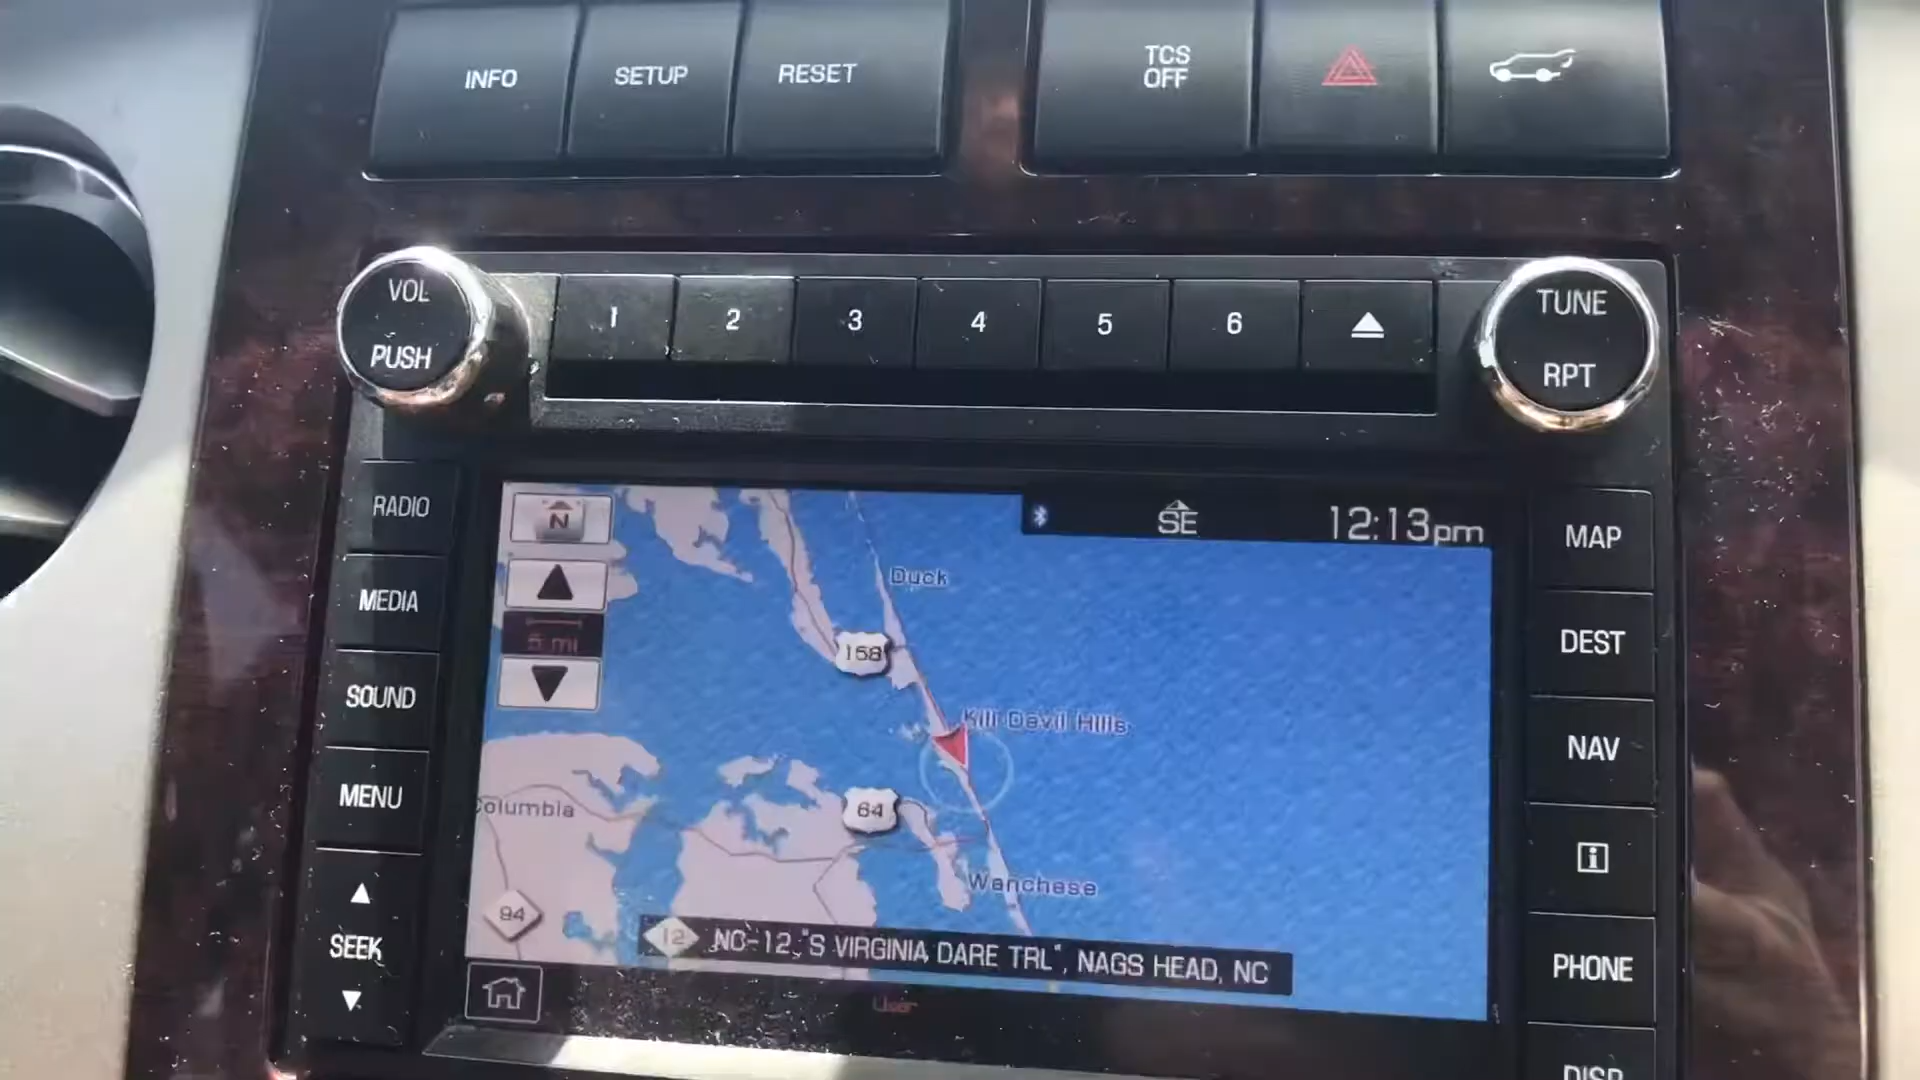 INFO
SETUP
RESET
TCS
OFF
VOL
PUSH
1
2
3
4
5
6
TUNE
RPT
RADIO
MEDIA
SOUND
MENU
SEEK
N
5 mi
SE
12:13pm
Duck
158
Kill Devil Hills
64
Columbia
Wanchese
94
12
NC-12, "S VIRGINIA DARE TRL", NAGS HEAD, NC
User
MAP
DEST
NAV
i
PHONE
DISP